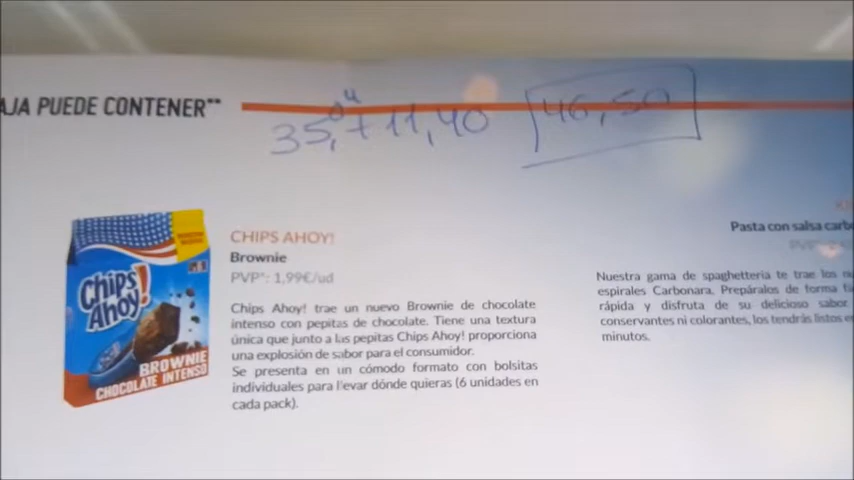 AJA PUEDE CONTENER**
35,04 + 11,40 46,50
CHIPS AHOY!
Brownie
PVP*: 1,99€/ud
Chips Ahoy! trae un nuevo Brownie de chocolate
intenso con pepitas de chocolate. Tiene una textura
única que junto a las pepitas Chips Ahoy! proporciona
una explosión de sabor para el consumidor.
Se presenta en un cómodo formato con bolsitas
individuales para llevar dónde quieras (6 unidades en
cada pack).
Chips
AHOY!
BROWNIE
CHOCOLATE INTENSO
Pasta con salsa carbo
Nuestra gama de spaghetteria te trae los nu
espirales Carbonara. Prepáralos de forma fá
rápida y disfruta de su delicioso sabor
conservantes ni colorantes, los tendrás listos e
minutos.